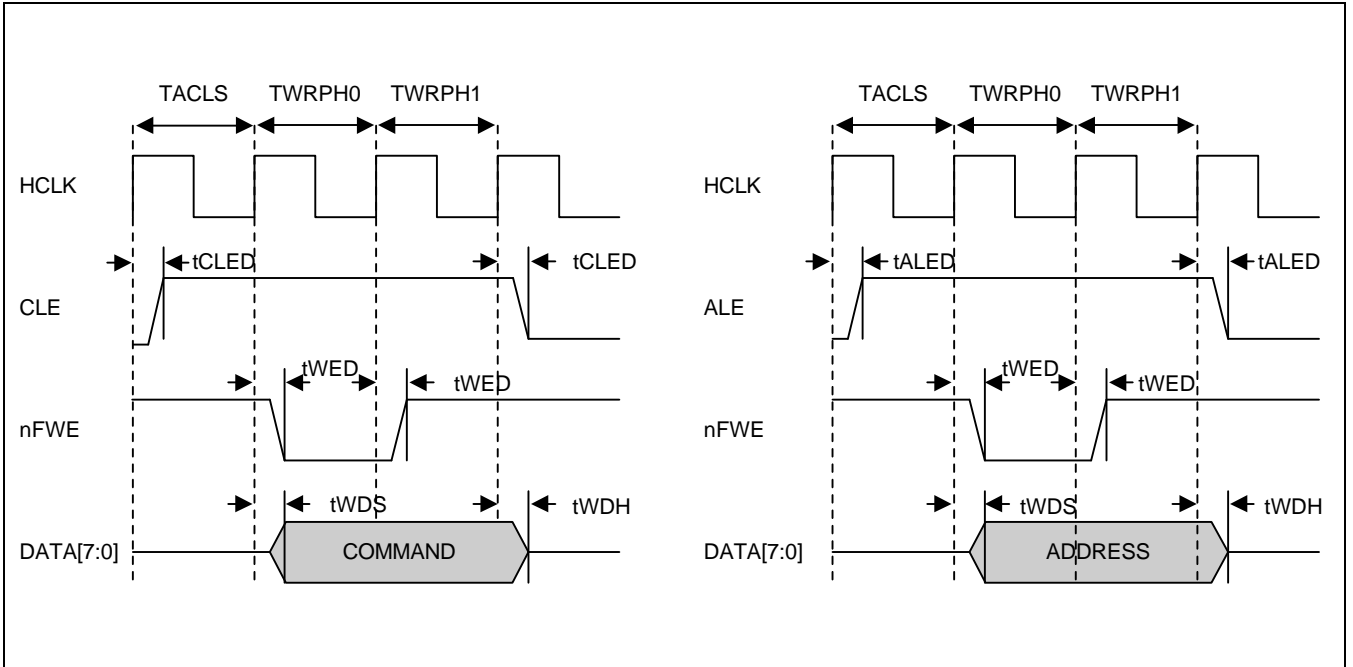 TACLS TWRPH0 TWRPH1
HCLK
tCLED tCLED
CLE
tWED tWED
nFWE
tWDS tWDH
DATA[7:0] COMMAND
TACLS TWRPH0 TWRPH1
HCLK
tALED tALED
ALE
tWED tWED
nFWE
tWDS tWDH
DATA[7:0] ADDRESS